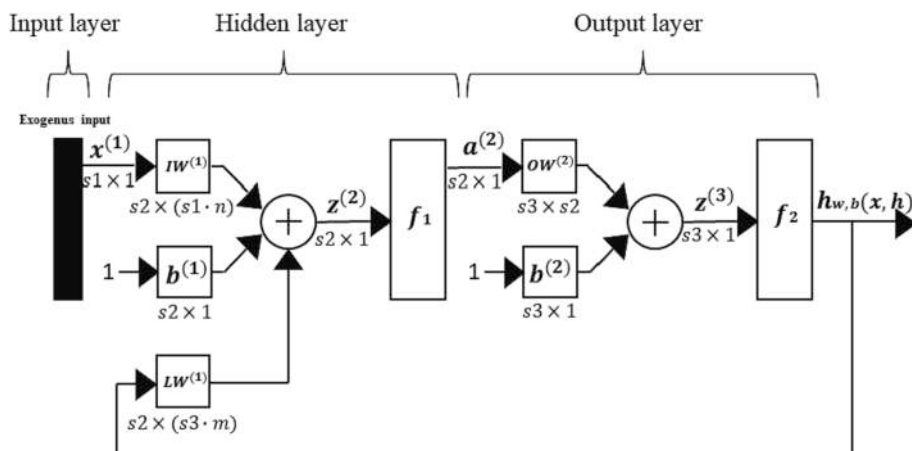 Input layer
Hidden layer
Output layer
Exogenus input
x^(1)
s1 × 1
IW^(1)
s2 × (s1 · n)
1
b^(1)
s2 × 1
LW^(1)
s2 × (s3 · m)
+
z^(2)
s2 × 1
f₁
a^(2)
s2 × 1
OW^(2)
s3 × s2
1
b^(2)
s3 × 1
+
z^(3)
s3 × 1
f₂
h_w,b(x, h)